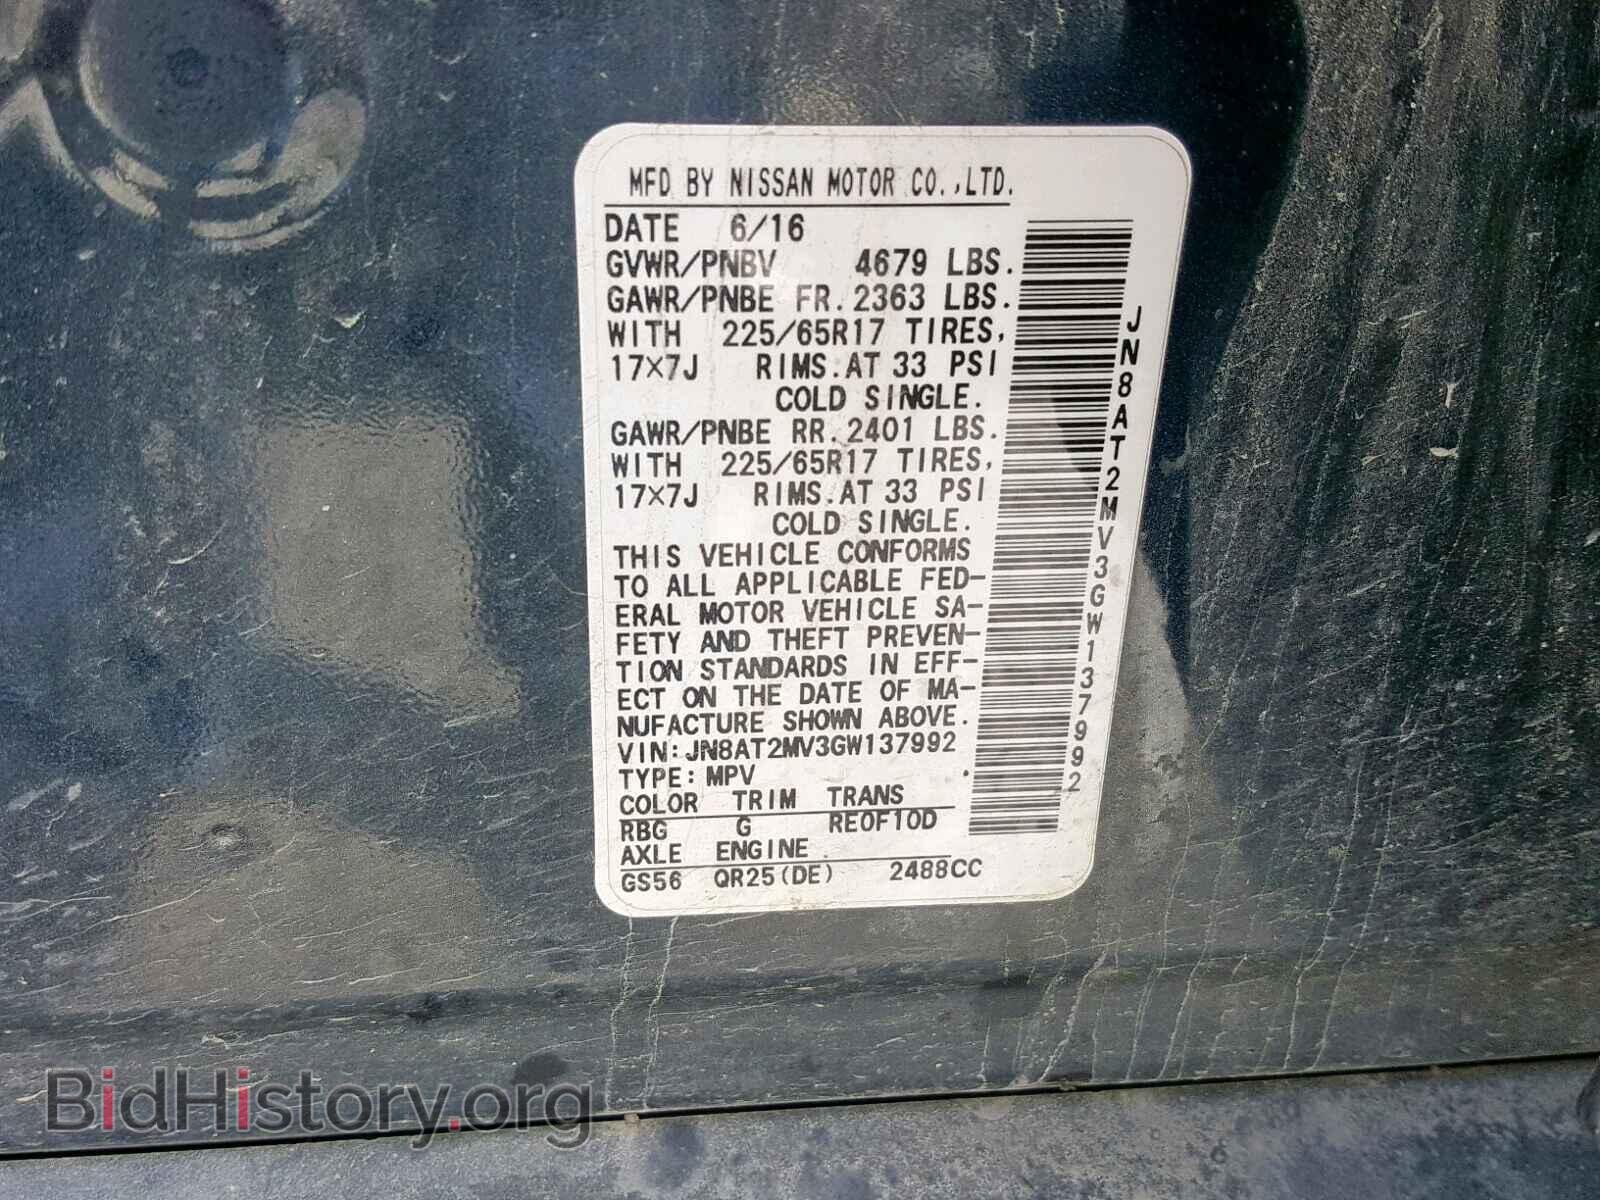 MFD BY NISSAN MOTOR CO.,LTD.
DATE 6/16
GVWR/PNBV 4679 LBS.
GAWR/PNBE FR.2363 LBS.
WITH 225/65R17 TIRES,
17×7J RIMS.AT 33 PSI
COLD SINGLE.
GAWR/PNBE RR.2401 LBS.
WITH 225/65R17 TIRES,
17×7J RIMS.AT 33 PSI
COLD SINGLE.
THIS VEHICLE CONFORMS
TO ALL APPLICABLE FED-
ERAL MOTOR VEHICLE SA-
FETY AND THEFT PREVEN-
TION STANDARDS IN EFF-
ECT ON THE DATE OF MA-
NUFACTURE SHOWN ABOVE.
VIN:JN8AT2MV3GW137992
TYPE:MPV
COLOR TRIM TRANS
RBG G RE0F10D
AXLE ENGINE
GS56 QR25(DE) 2488CC
JN8AT2MV3GW137992
BidHistory.org